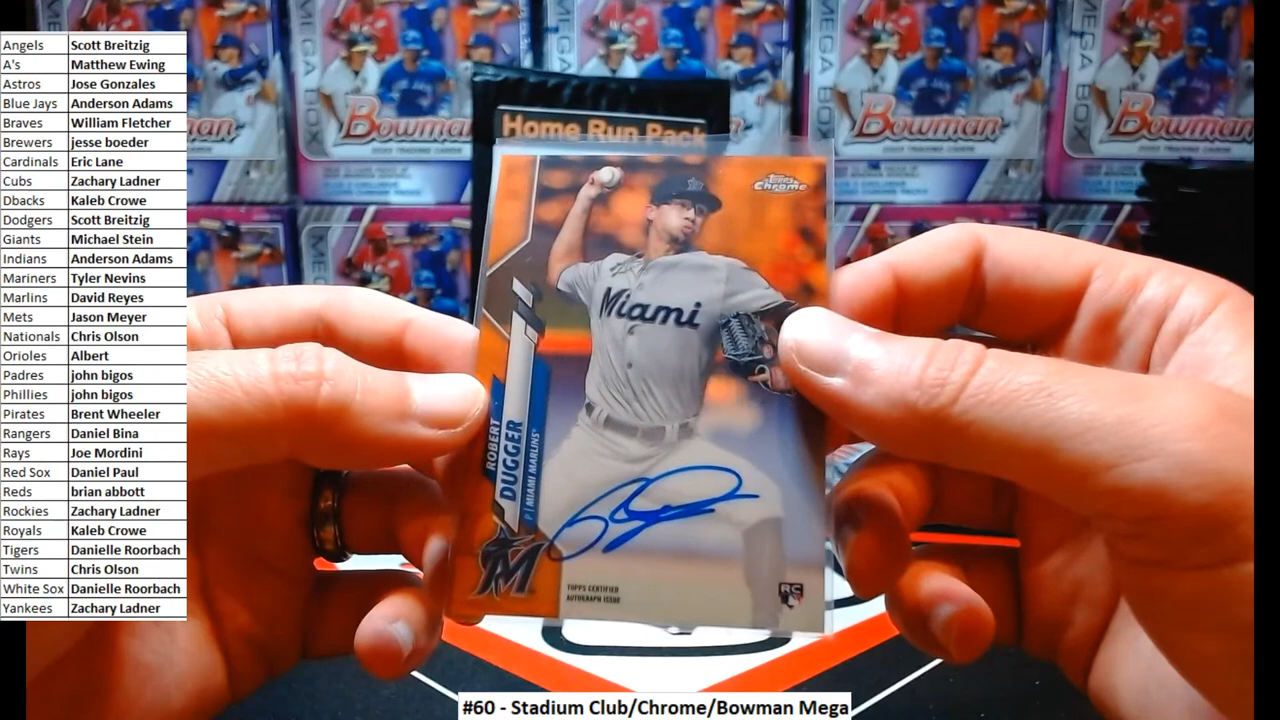 Angels Scott Breitzig
A's Matthew Ewing
Astros Jose Gonzales
Blue Jays Anderson Adams
Braves William Fletcher
Brewers jesse boeder
Cardinals Eric Lane
Cubs Zachary Ladner
Dbacks Kaleb Crowe
Dodgers Scott Breitzig
Giants Michael Stein
Indians Anderson Adams
Mariners Tyler Nevins
Marlins David Reyes
Mets Jason Meyer
Nationals Chris Olson
Orioles Albert
Padres john bigos
Phillies john bigos
Pirates Brent Wheeler
Rangers Daniel Bina
Rays Joe Mordini
Red Sox Daniel Paul
Reds brian abbott
Rockies Zachary Ladner
Royals Kaleb Crowe
Tigers Danielle Roorbach
Twins Chris Olson
White Sox Danielle Roorbach
Yankees Zachary Ladner
MEGA BOX
Bowman
Bowman
Bowman
Home Run Pack
Topps
Chrome
Miami
ROBERT
DUGGER
P | MIAMI MARLINS
M
TOPPS CERTIFIED
AUTOGRAPH ISSUE
RC
#60 - Stadium Club/Chrome/Bowman Mega